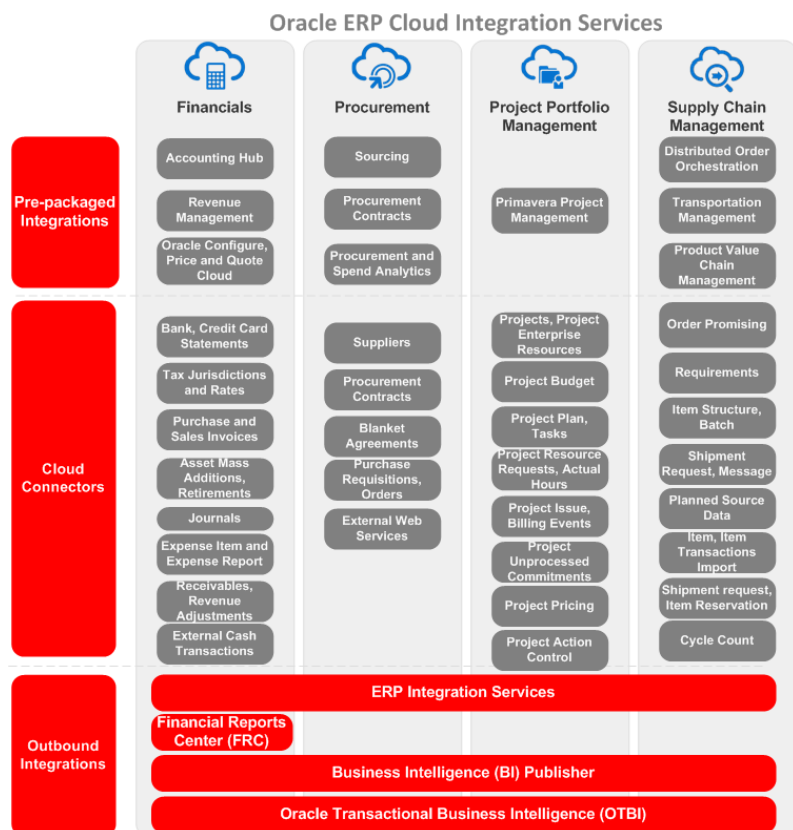 Oracle ERP Cloud Integration Services
Financials
Procurement
Project Portfolio
Management
Supply Chain
Management
Pre-packaged
Integrations
Accounting Hub
Revenue
Management
Oracle Configure,
Price and Quote
Cloud
Sourcing
Procurement
Contracts
Procurement and
Spend Analytics
Primavera Project
Management
Distributed Order
Orchestration
Transportation
Management
Product Value
Chain
Management
Cloud
Connectors
Bank, Credit Card
Statements
Tax Jurisdictions
and Rates
Purchase and
Sales Invoices
Asset Mass
Additions,
Retirements
Journals
Expense Item and
Expense Report
Receivables,
Revenue
Adjustments
External Cash
Transactions
Suppliers
Procurement
Contracts
Blanket
Agreements
Purchase
Requisitions,
Orders
External Web
Services
Projects, Project
Enterprise
Resources
Project Budget
Project Plan,
Tasks
Project Resource
Requests, Actual
Hours
Project Issue,
Billing Events
Project
Unprocessed
Commitments
Project Pricing
Project Action
Control
Order Promising
Requirements
Item Structure,
Batch
Shipment
Request, Message
Planned Source
Data
Item, Item
Transactions
Import
Shipment request,
Item Reservation
Cycle Count
Outbound
Integrations
ERP Integration Services
Financial Reports
Center (FRC)
Business Intelligence (BI) Publisher
Oracle Transactional Business Intelligence (OTBI)